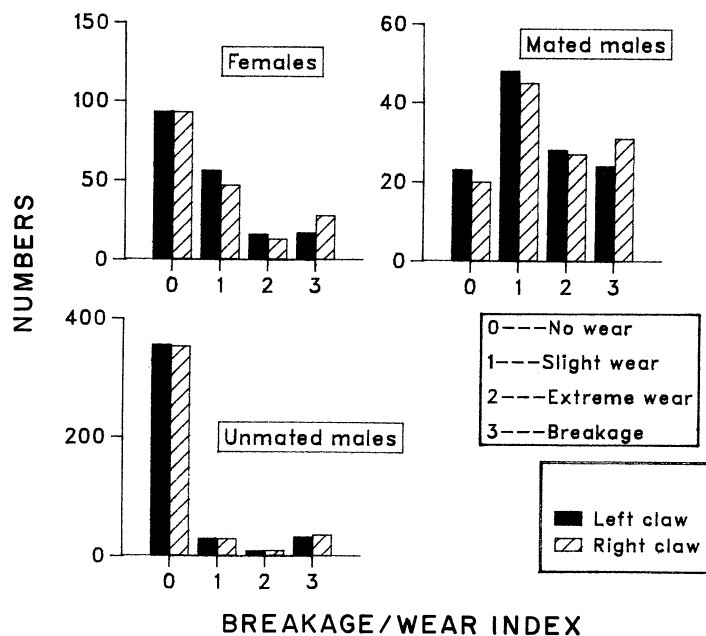 150
100
50
0
Females
0 1 2 3
60
40
20
0
Mated males
0 1 2 3
NUMBERS
400
200
0
Unmated males
0 1 2 3
0---No wear
1---Slight wear
2---Extreme wear
3---Breakage
Left claw
Right claw
BREAKAGE/WEAR INDEX